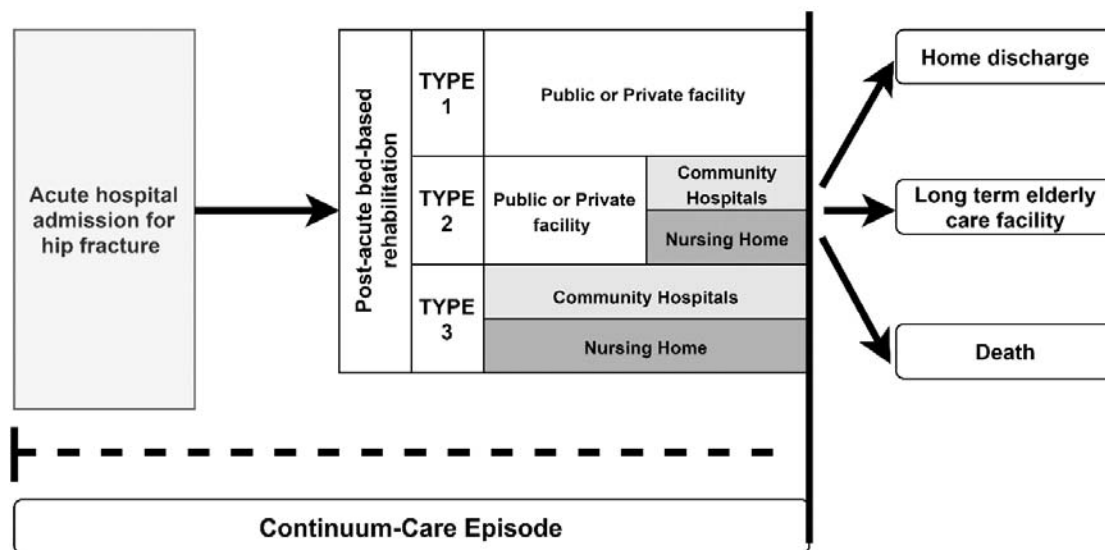 Acute hospital
admission for
hip fracture
Post-acute bed-based
rehabilitation
TYPE
1
Public or Private facility
TYPE
2
Public or Private
facility
Community
Hospitals
Nursing Home
TYPE
3
Community Hospitals
Nursing Home
Home discharge
Long term elderly
care facility
Death
Continuum-Care Episode